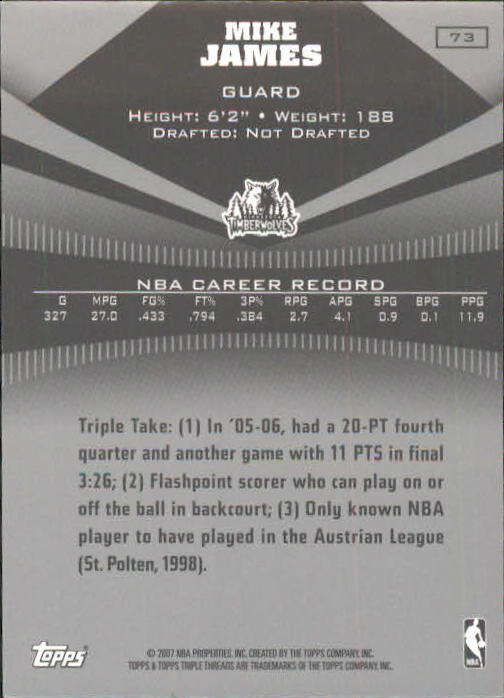 MIKE
JAMES
73
GUARD
HEIGHT: 6'2" • WEIGHT: 188
DRAFTED: NOT DRAFTED
MINNESOTA
TIMBERWOLVES
NBA CAREER RECORD
G MPG FG% FT% 3P% RPG APG SPG BPG PPG
327 27.0 .433 .794 .384 2.7 4.1 0.9 0.1 11.9
Triple Take: (1) In ´05-06, had a 20-PT fourth
quarter and another game with 11 PTS in final
3:26; (2) Flashpoint scorer who can play on or
off the ball in backcourt; (3) Only known NBA
player to have played in the Austrian League
(St. Polten, 1998).
topps
© 2007 NBA PROPERTIES, INC. CREATED BY THE TOPPS COMPANY, INC.
TOPPS & TOPPS TRIPLE THREADS ARE TRADEMARKS OF THE TOPPS COMPANY, INC.
NBA